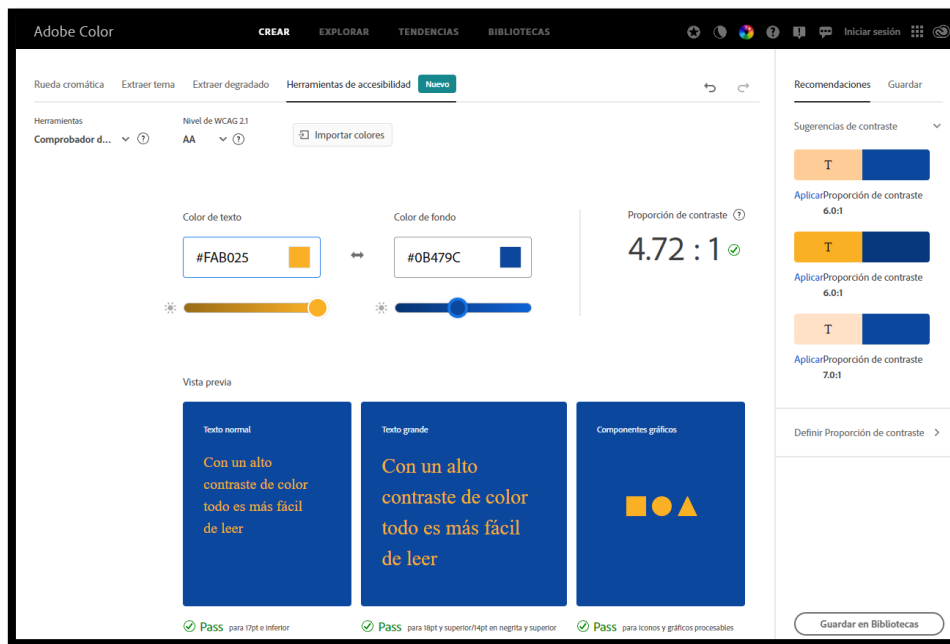 Adobe Color
CREAR EXPLORAR TENDENCIAS BIBLIOTECAS
Iniciar sesión
Rueda cromática Extraer tema Extraer degradado Herramientas de accesibilidad Nuevo
Herramientas
Comprobador d...
Nivel de WCAG 2.1
AA
Importar colores
Color de texto
#FAB025
Color de fondo
#0B479C
Proporción de contraste
4.72 : 1
Vista previa
Texto normal
Con un alto
contraste de color
todo es más fácil
de leer
Pass para 17pt e inferior
Texto grande
Con un alto
contraste de color
todo es más fácil
de leer
Pass para 18pt y superior/14pt en negrita y superior
Componentes gráficos
Pass para iconos y gráficos procesables
Recomendaciones Guardar
Sugerencias de contraste
T
AplicarProporción de contraste
6.0:1
T
AplicarProporción de contraste
6.0:1
T
AplicarProporción de contraste
7.0:1
Definir Proporción de contraste
Guardar en Bibliotecas